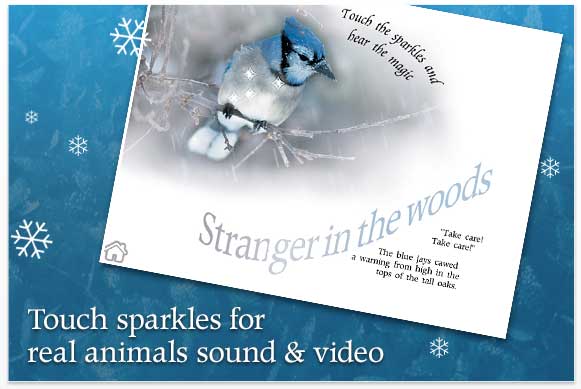 Touch the sparkles and
hear the magic
Stranger in the woods
"Take care!
Take care!"
The blue jays cawed
a warning from high in the
tops of the tall oaks.
Touch sparkles for
real animals sound & video